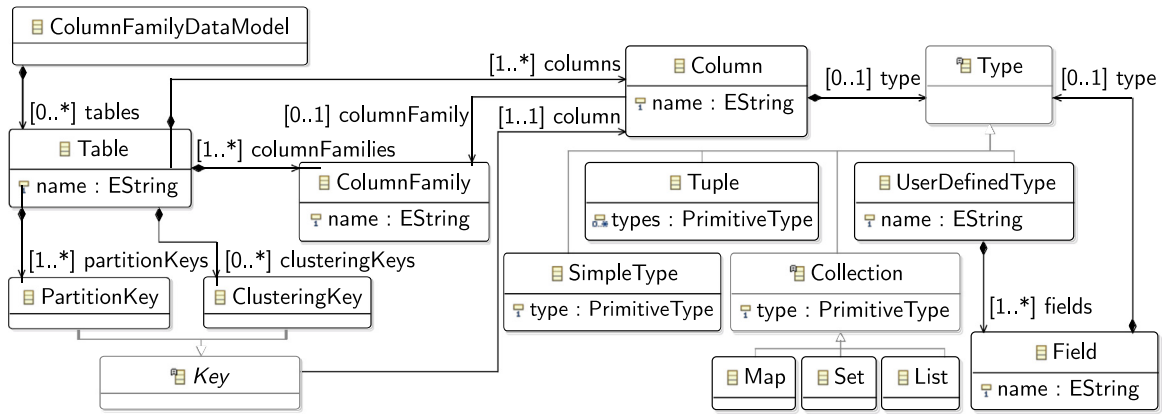 ColumnFamilyDataModel
[0..*] tables
Table
name : EString
[1..*] columns
[0..1] columnFamily
[1..1] column
[1..*] columnFamilies
ColumnFamily
name : EString
Column
name : EString
[0..1] type
Type
[0..1] type
Tuple
types : PrimitiveType
UserDefinedType
name : EString
[1..*] partitionKeys
[0..*] clusteringKeys
PartitionKey
ClusteringKey
Key
SimpleType
type : PrimitiveType
Collection
type : PrimitiveType
[1..*] fields
Map
Set
List
Field
name : EString